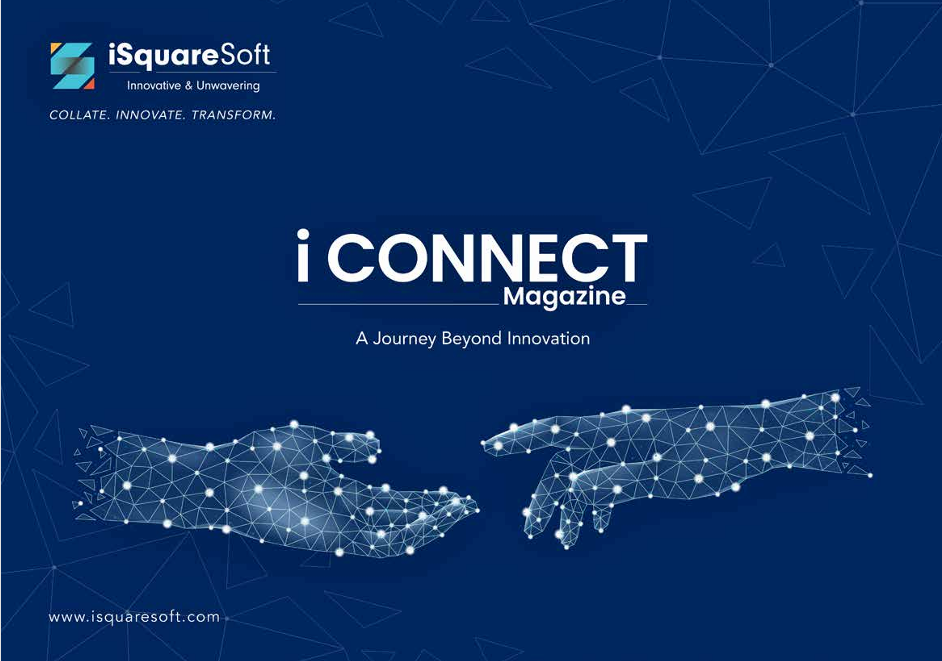 iSquareSoft
Innovative & Unwavering
COLLATE. INNOVATE. TRANSFORM.
i CONNECT
Magazine
A Journey Beyond Innovation
www.isquaresoft.com